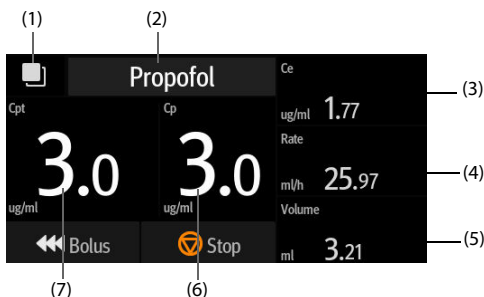 (1)
(2)
Propofol
Cpt
3.0
ug/ml
Cp
3.0
ug/ml
Ce
ug/ml 1.77
(3)
Rate
ml/h 25.97
(4)
Volume
ml 3.21
(5)
Bolus
Stop
(7)
(6)